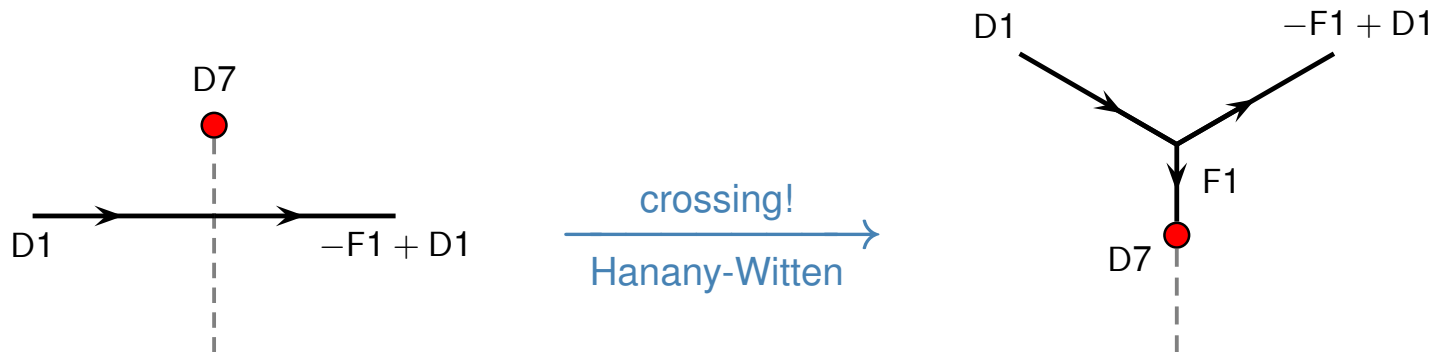 D7
D1
−F1 + D1
crossing!
Hanany-Witten
D1
−F1 + D1
F1
D7